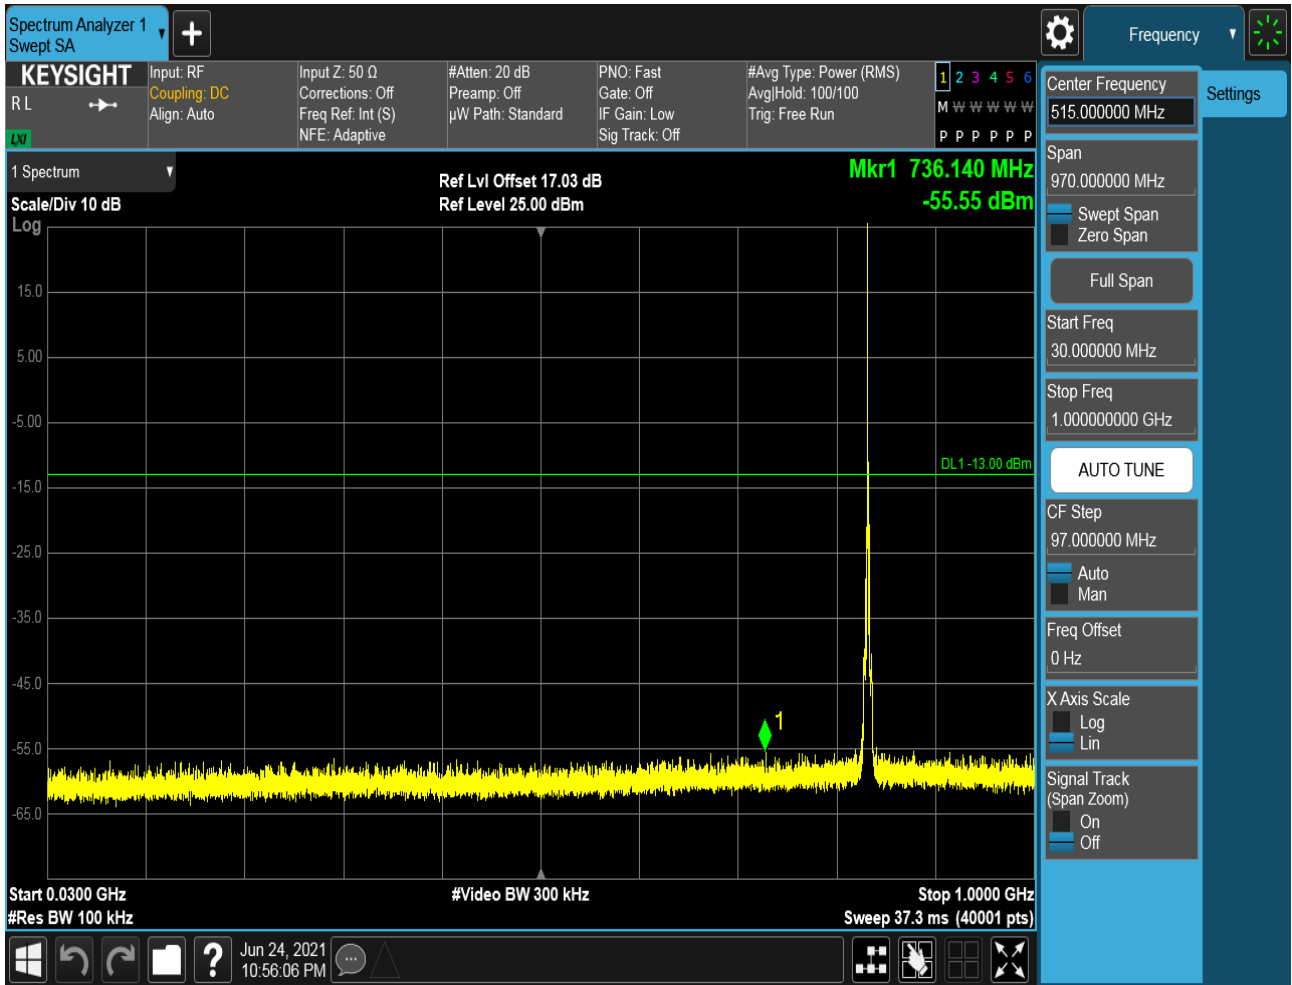 Spectrum Analyzer 1
Swept SA
Frequency
KEYSIGHT
R L
LXI
Input: RF
Coupling: DC
Align: Auto
Input Z: 50 Ω
Corrections: Off
Freq Ref: Int (S)
NFE: Adaptive
#Atten: 20 dB
Preamp: Off
µW Path: Standard
PNO: Fast
Gate: Off
IF Gain: Low
Sig Track: Off
#Avg Type: Power (RMS)
Avg|Hold: 100/100
Trig: Free Run
1 2 3 4 5 6
M W W W W W
P P P P P P
1 Spectrum
Scale/Div 10 dB
Log
Ref Lvl Offset 17.03 dB
Ref Level 25.00 dBm
Mkr1 736.140 MHz
-55.55 dBm
15.0
5.00
-5.00
DL1 -13.00 dBm
-15.0
-25.0
-35.0
-45.0
1
-55.0
-65.0
Start 0.0300 GHz
#Video BW 300 kHz
Stop 1.0000 GHz
#Res BW 100 kHz
Sweep 37.3 ms (40001 pts)
Center Frequency
515.000000 MHz
Settings
Span
970.000000 MHz
Swept Span
Zero Span
Full Span
Start Freq
30.000000 MHz
Stop Freq
1.000000000 GHz
AUTO TUNE
CF Step
97.000000 MHz
Auto
Man
Freq Offset
0 Hz
X Axis Scale
Log
Lin
Signal Track
(Span Zoom)
On
Off
?
Jun 24, 2021
10:56:06 PM